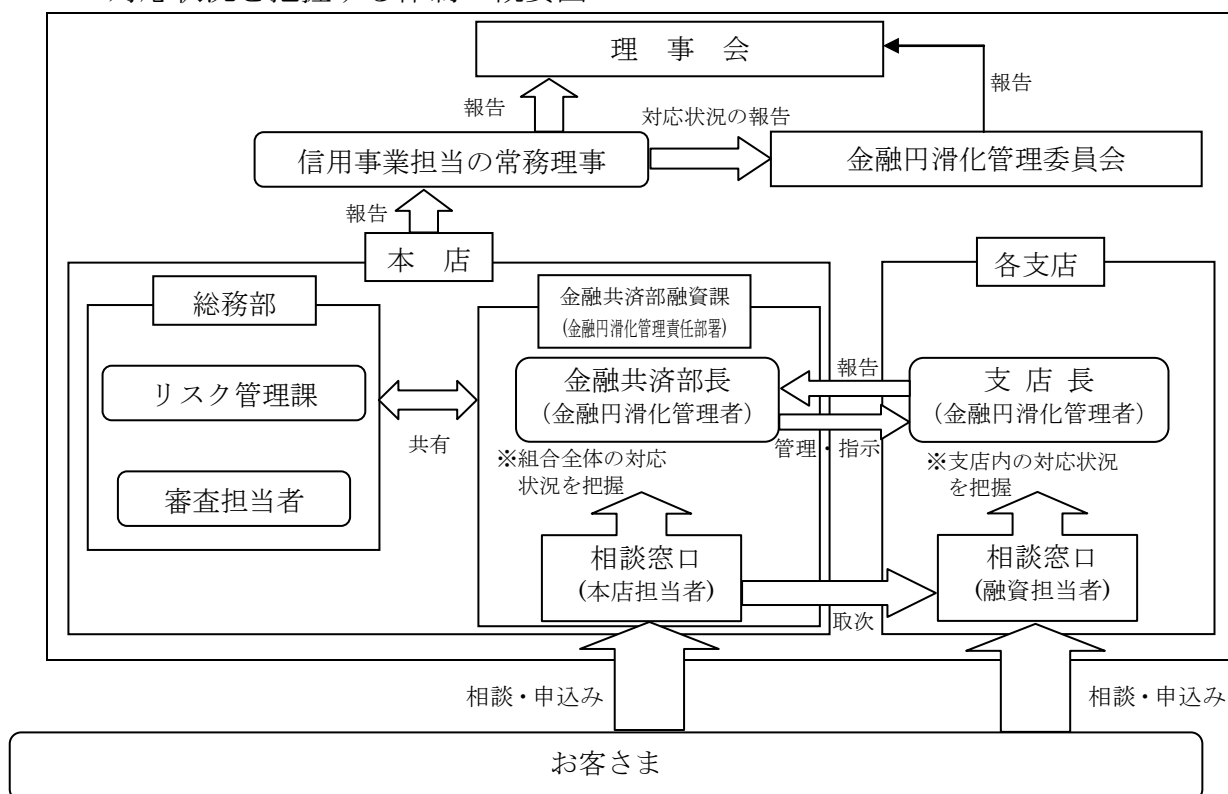 理 事 会
報告
報告
対応状況の報告
信用事業担当の常務理事
金融円滑化管理委員会
報告
本 店
各支店
総務部
金融共済部融資課
(金融円滑化管理責任部署)
リスク管理課
金融共済部長
(金融円滑化管理者)
報告
支 店 長
(金融円滑化管理者)
共有
管理・指示
※組合全体の対応
状況を把握
※支店内の対応状況
を把握
審査担当者
相談窓口
(本店担当者)
相談窓口
(融資担当者)
取次
相談・申込み
相談・申込み
お客さま